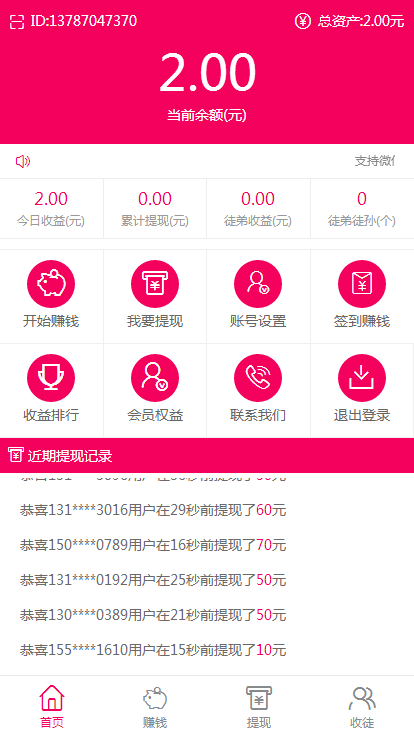 ID:13787047370 总资产:2.00元
2.00
当前余额(元)
支持微信
2.00 0.00 0.00 0
今日收益(元) 累计提现(元) 徒弟收益(元) 徒弟徒孙(个)
开始赚钱 我要提现 账号设置 签到赚钱
收益排行 会员权益 联系我们 退出登录
近期提现记录
恭喜131****3016用户在29秒前提现了60元
恭喜150****0789用户在16秒前提现了70元
恭喜131****0192用户在25秒前提现了50元
恭喜130****0389用户在21秒前提现了50元
恭喜155****1610用户在15秒前提现了10元
首页 赚钱 提现 收徒